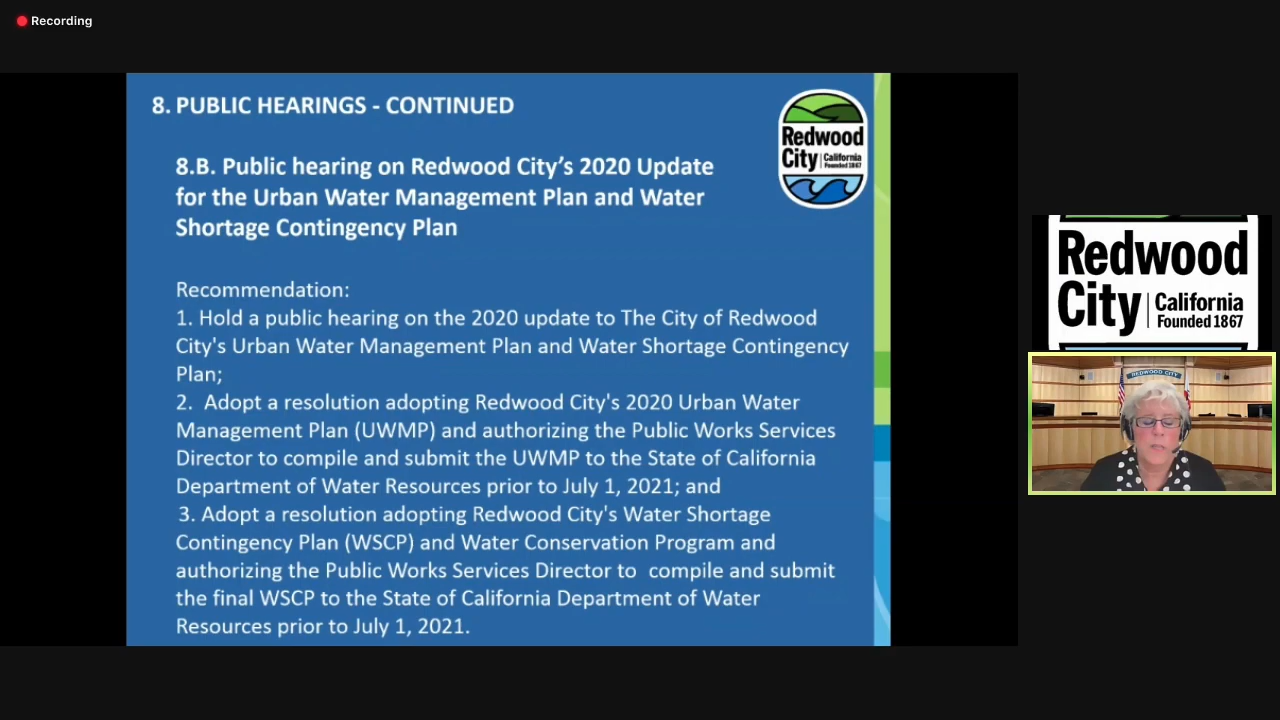 Recording
8. PUBLIC HEARINGS - CONTINUED
8.B. Public hearing on Redwood City's 2020 Update
for the Urban Water Management Plan and Water
Shortage Contingency Plan
Redwood
City | California
Founded 1867
Recommendation:
1. Hold a public hearing on the 2020 update to The City of Redwood
City's Urban Water Management Plan and Water Shortage Contingency
Plan;
2. Adopt a resolution adopting Redwood City's 2020 Urban Water
Management Plan (UWMP) and authorizing the Public Works Services
Director to compile and submit the UWMP to the State of California
Department of Water Resources prior to July 1, 2021; and
3. Adopt a resolution adopting Redwood City's Water Shortage
Contingency Plan (WSCP) and Water Conservation Program and
authorizing the Public Works Services Director to compile and submit
the final WSCP to the State of California Department of Water
Resources prior to July 1, 2021.
Redwood
City | California
Founded 1867
REDWOOD CITY